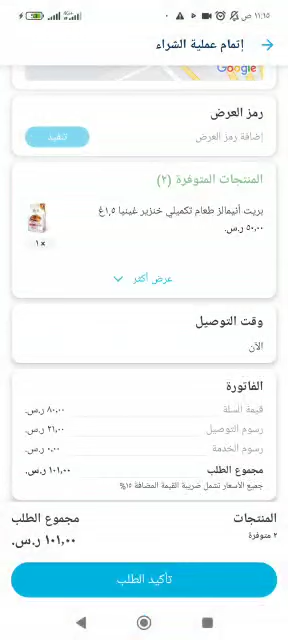 ١١:١٥ ص
إتمام عملية الشراء
Google
رمز العرض
إضافة رمز العرض
تنفيذ
المنتجات المتوفرة (٢)
بريت أنيمالز طعام تكميلي خنزير غينيا ١,٥غ
٥٠,٠٠ ر.س.
x ١
عرض أكثر
وقت التوصيل
الآن
الفاتورة
قيمة السلة ٨٠,٠٠ ر.س.
رسوم التوصيل ٢١,٠٠ ر.س.
رسوم الخدمة ٠,٠٠ ر.س.
مجموع الطلب ١٠١,٠٠ ر.س.
جميع الأسعار تشمل ضريبة القيمة المضافة ١٥%
المنتجات مجموع الطلب
٢ متوفرة ١٠١,٠٠ ر.س.
تأكيد الطلب